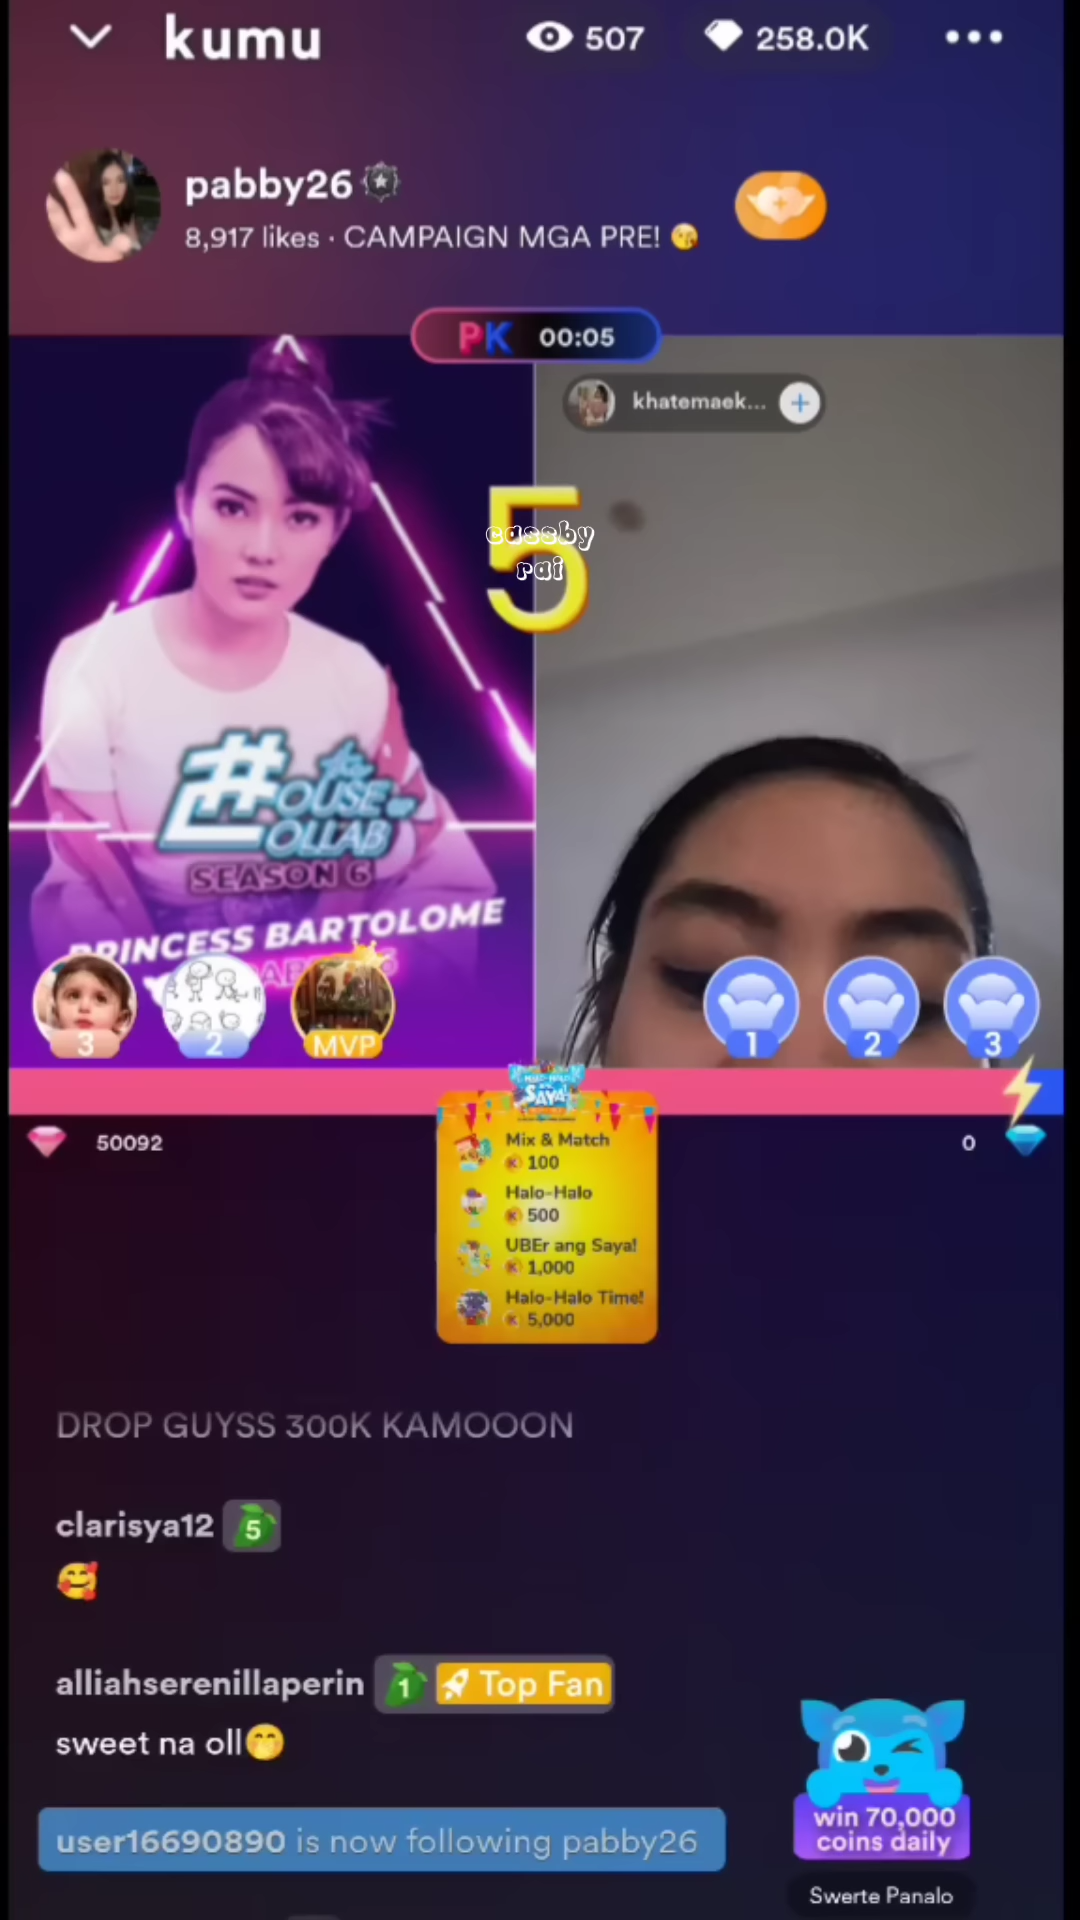 kumu
507
258.0K
pabby26
8,917 likes · CAMPAIGN MGA PRE! 😘
PK 00:05
khatemaek...
5
cassby
rai
#
THE
HOUSE OF
COLLAB
SEASON 6
PRINCESS BARTOLOME
3
2
MVP
1
2
3
SAYA!
50092
0
Mix & Match
100
Halo-Halo
500
UBEr ang Saya!
1,000
Halo-Halo Time!
5,000
DROP GUYSS 300K KAMOOON
clarisya12 5
🥰
alliahserenillaperin 1 Top Fan
sweet na oll🤭
user16690890 is now following pabby26
win 70,000
coins daily
Swerte Panalo